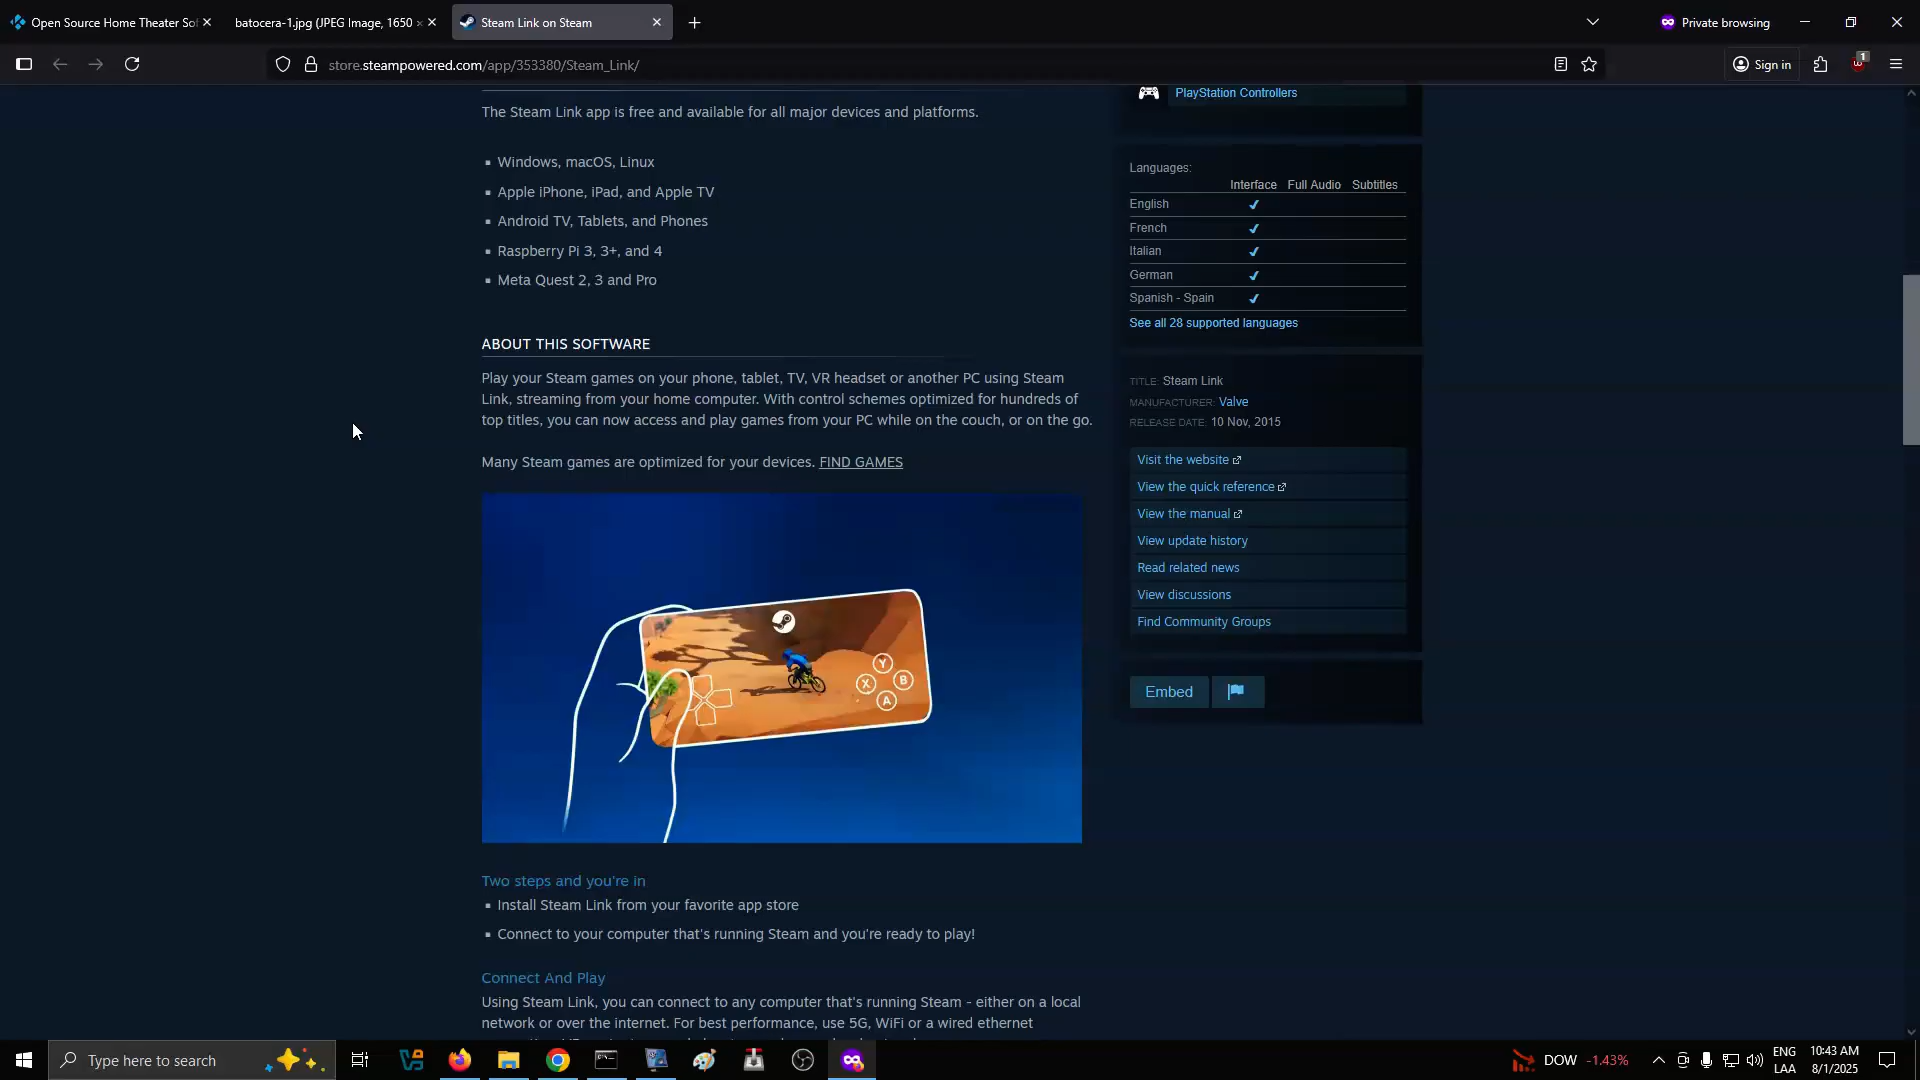 Open Source Home Theater Sof
batocera-1.jpg (JPEG Image, 1650 ×
Steam Link on Steam
Private browsing
store.steampowered.com/app/353380/Steam_Link/
Sign in
1
The Steam Link app is free and available for all major devices and platforms.
Windows, macOS, Linux
Apple iPhone, iPad, and Apple TV
Android TV, Tablets, and Phones
Raspberry Pi 3, 3+, and 4
Meta Quest 2, 3 and Pro
ABOUT THIS SOFTWARE
Play your Steam games on your phone, tablet, TV, VR headset or another PC using Steam
Link, streaming from your home computer. With control schemes optimized for hundreds of
top titles, you can now access and play games from your PC while on the couch, or on the go.
Many Steam games are optimized for your devices. FIND GAMES
Y
X B
A
Two steps and you're in
Install Steam Link from your favorite app store
Connect to your computer that's running Steam and you're ready to play!
Connect And Play
Using Steam Link, you can connect to any computer that's running Steam - either on a local
network or over the internet. For best performance, use 5G, WiFi or a wired ethernet
PlayStation Controllers
Languages:
Interface Full Audio Subtitles
English ✔
French ✔
Italian ✔
German ✔
Spanish - Spain ✔
See all 28 supported languages
TITLE: Steam Link
MANUFACTURER: Valve
RELEASE DATE: 10 Nov, 2015
Visit the website
View the quick reference
View the manual
View update history
Read related news
View discussions
Find Community Groups
Embed
Type here to search
DOW -1.43%
ENG
LAA
10:43 AM
8/1/2025